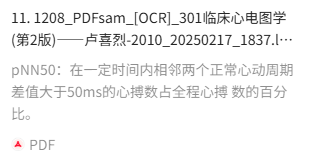 11. 1208_PDFsam_[OCR]_301临床心电图学
(第2版)——卢喜烈-2010_20250217_1837.l···
pNN50：在一定时间内相邻两个正常心动周期
差值大于50ms的心搏数占全程心搏 数的百分
比。
PDF